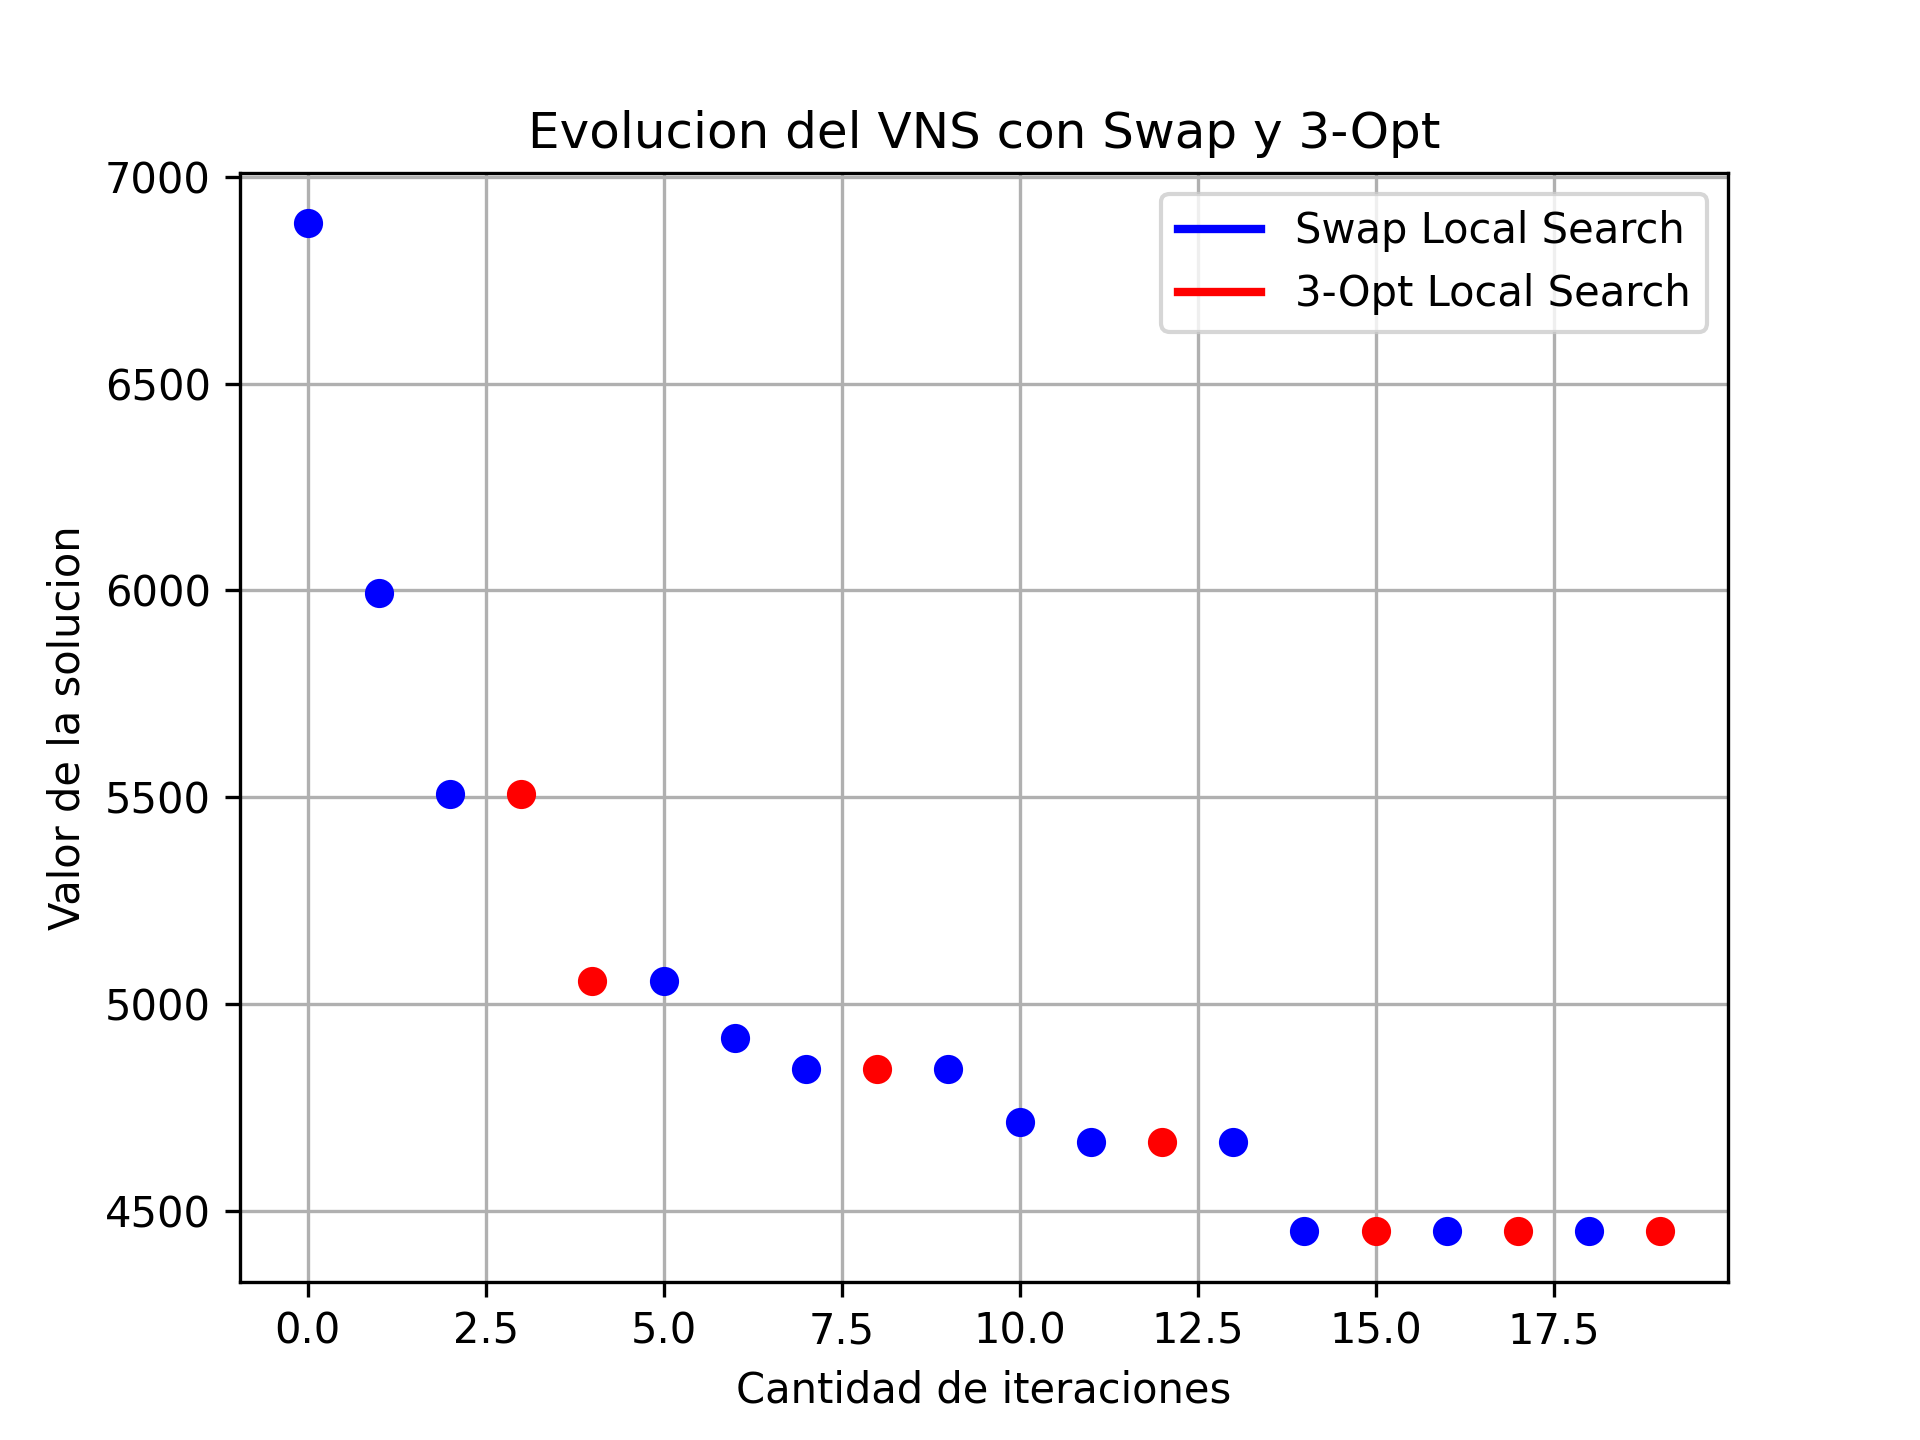 Evolucion del VNS con Swap y 3-Opt
7000
6500
6000
5500
5000
4500
Valor de la solucion
Swap Local Search
3-Opt Local Search
0.0 2.5 5.0 7.5 10.0 12.5 15.0 17.5
Cantidad de iteraciones